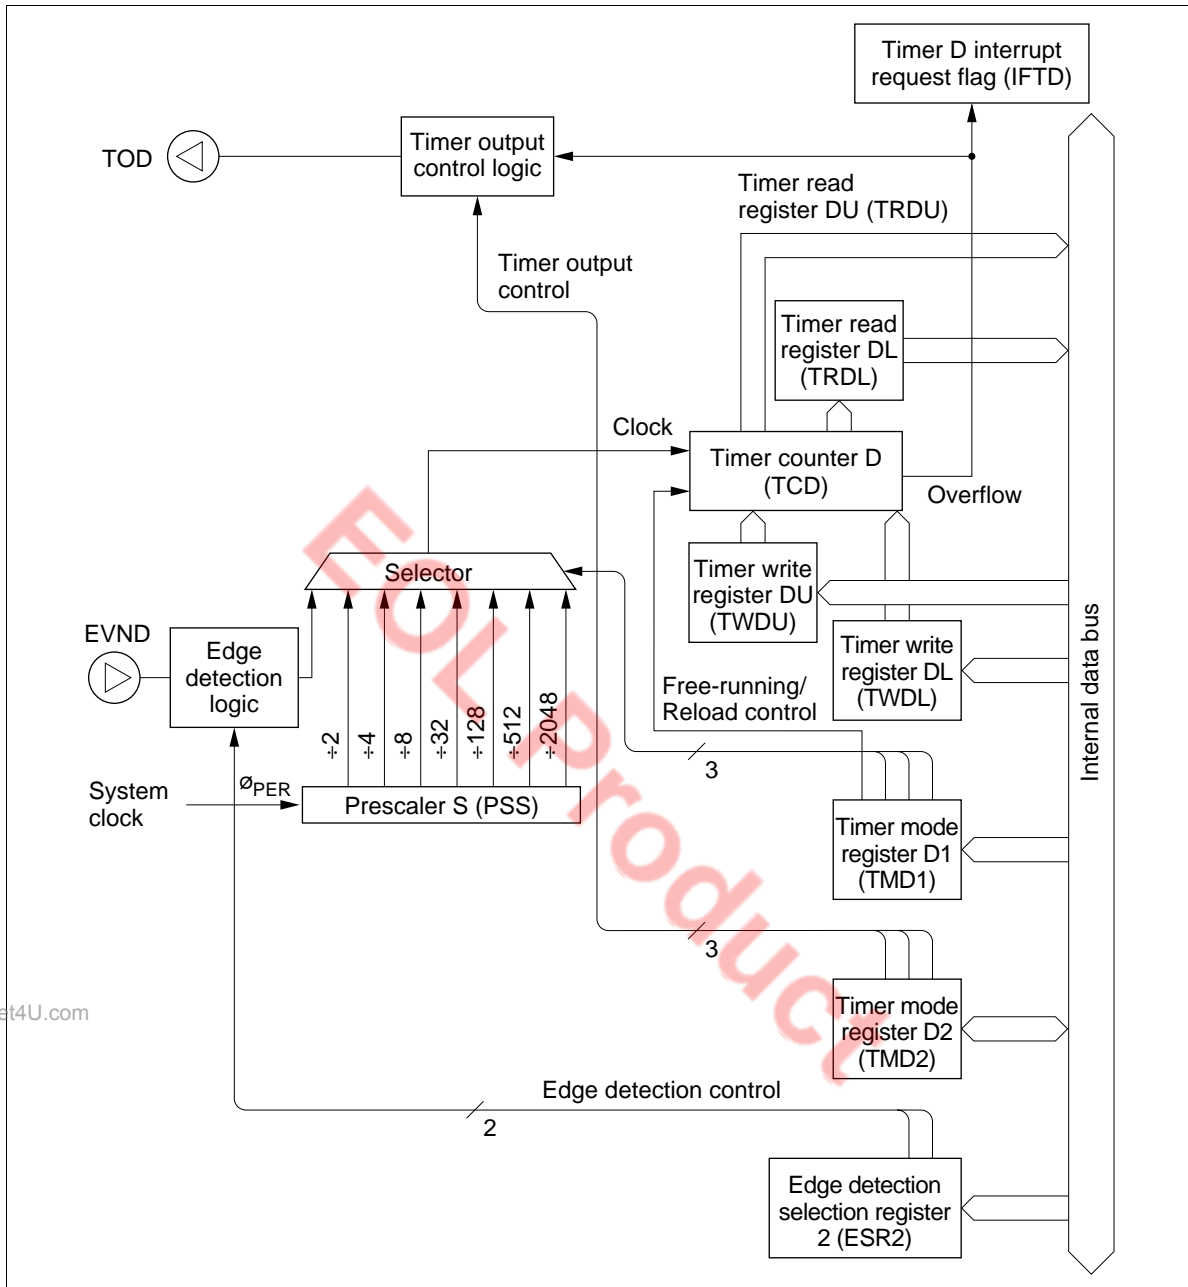 Timer D interrupt
request flag (IFTD)
TOD
Timer output
control logic
Timer read
register DU (TRDU)
Timer output
control
Timer read
register DL
(TRDL)
Clock
Timer counter D
(TCD)
Overflow
Selector
Timer write
register DU
(TWDU)
EVND
Edge
detection
logic
Timer write
register DL
(TWDL)
Free-running/
Reload control
Internal data bus
÷2
÷4
÷8
÷32
÷128
÷512
÷2048
3
System
clock
øPER
Prescaler S (PSS)
Timer mode
register D1
(TMD1)
3
Timer mode
register D2
(TMD2)
et4U.com
Edge detection control
2
Edge detection
selection register
2 (ESR2)
EOL Product